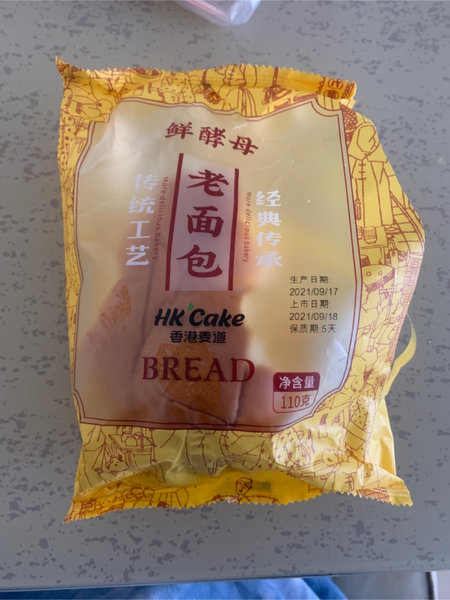 鲜酵母
传统工艺
More delicious bakery
老面包
More delicious bakery
经典传承
生产日期:
2021/09/17
上市日期:
2021/09/18
保质期:5天
HK Cake
香港麦道
BREAD
净含量
110克